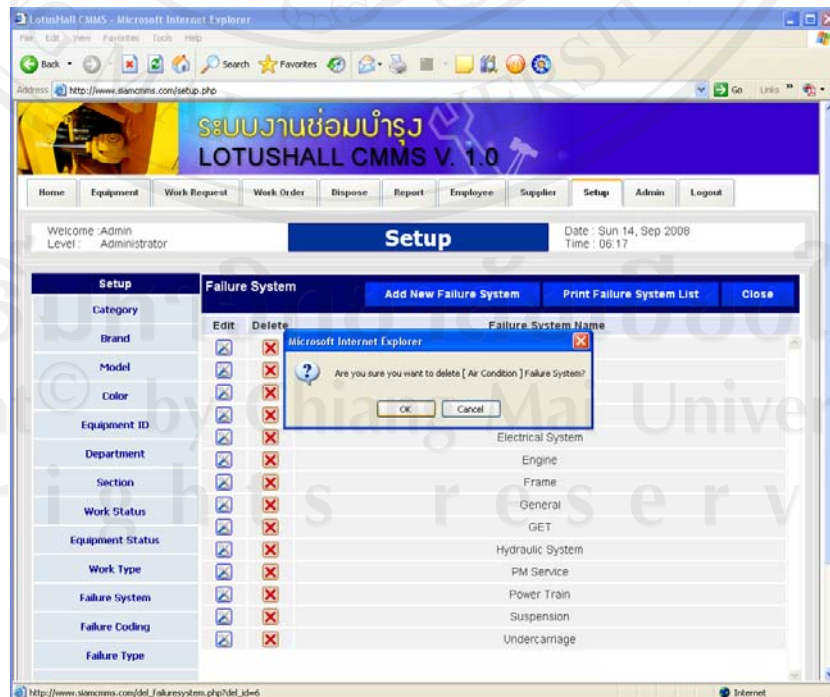 LotusHall CMMS - Microsoft Internet Explorer
File Edit View Favorites Tools Help
Back Search Favorites
Address http://www.siamcmms.com/setup.php Go Links
ระบบงานซ่อมบำรุง
LOTUSHALL CMMS V. 1.0
Home Equipment Work Request Work Order Dispose Report Employee Supplier Setup Admin Logout
Welcome :Admin
Level : Administrator
Setup
Date : Sun 14, Sep 2008
Time : 06:17
Setup
Category
Brand
Model
Color
Equipment ID
Department
Section
Work Status
Equipment Status
Work Type
Failure System
Failure Coding
Failure Type
Failure System Add New Failure System Print Failure System List Close
Edit Delete Failure System Name
Microsoft Internet Explorer
Are you sure you want to delete [ Air Condition ] Failure System?
OK Cancel
Electrical System
Engine
Frame
General
GET
Hydraulic System
PM Service
Power Train
Suspension
Undercarriage
http://www.siamcmms.com/del_failuresystem.php?del_id=6 Internet
by Chiang Mai Univer
rights reserv